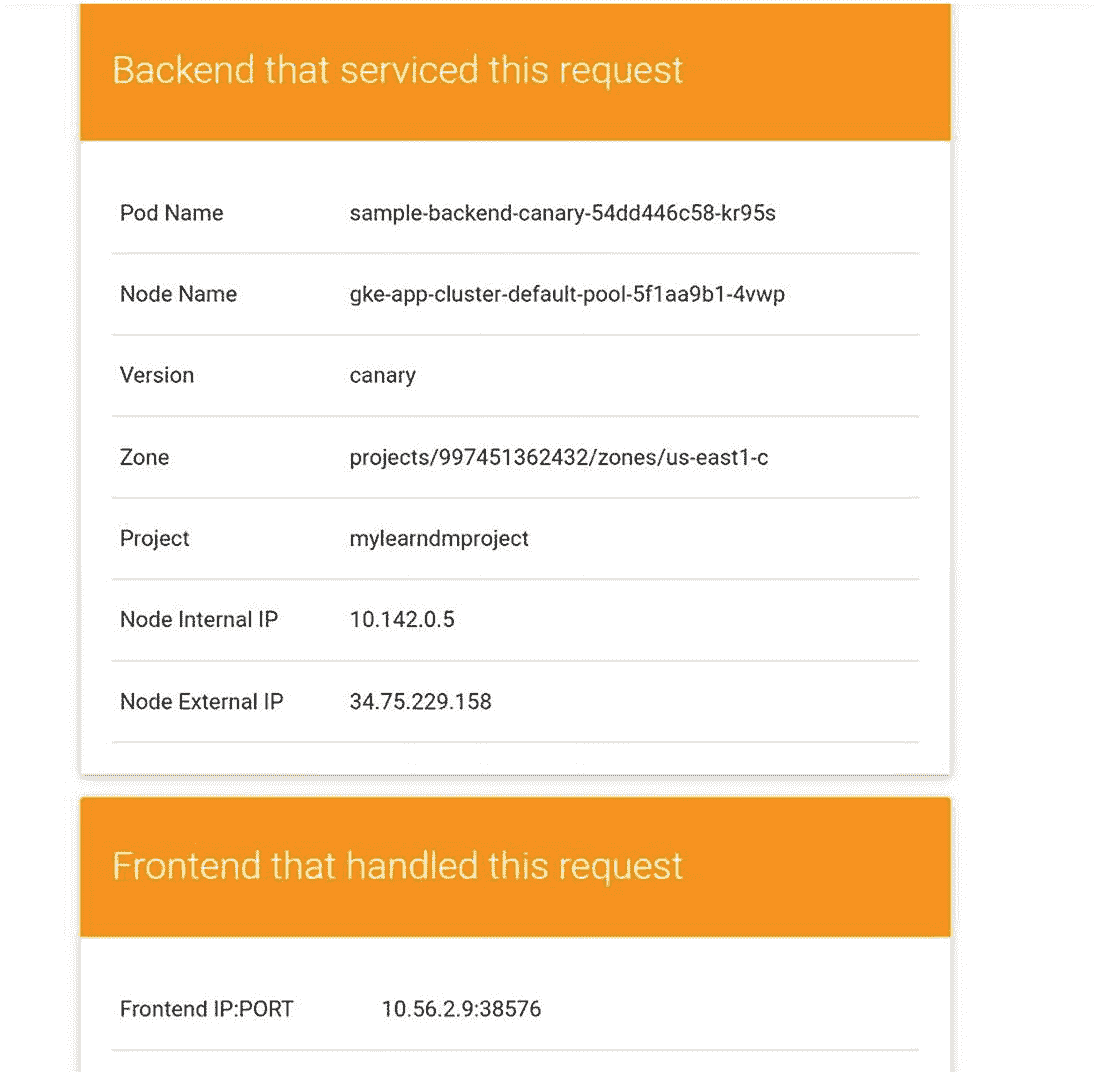 Backend that serviced this request
Pod Name sample-backend-canary-54dd446c58-kr95s
Node Name gke-app-cluster-default-pool-5f1aa9b1-4vwp
Version canary
Zone projects/997451362432/zones/us-east1-c
Project mylearndmproject
Node Internal IP 10.142.0.5
Node External IP 34.75.229.158
Frontend that handled this request
Frontend IP:PORT 10.56.2.9:38576